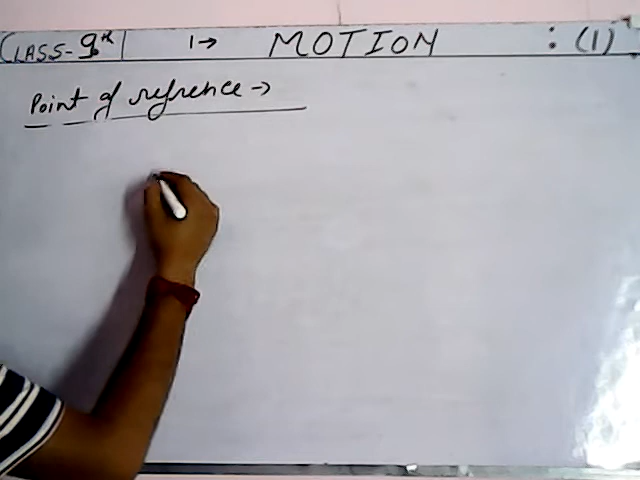 CLASS-9th 1→ MOTION : (1)
Point of refrence →